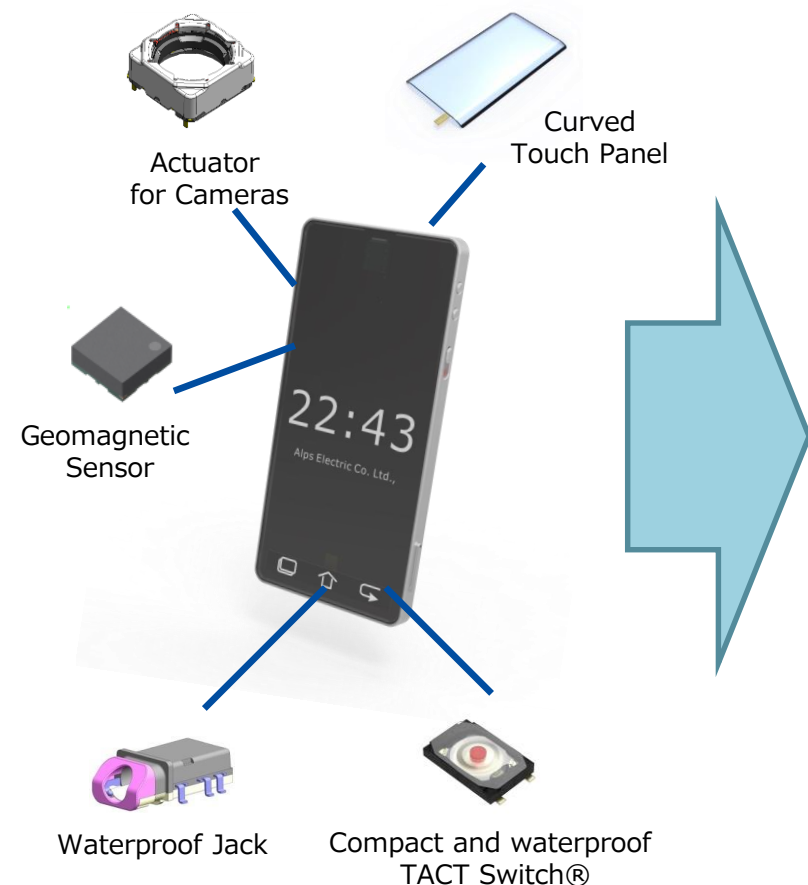 Actuator
for Cameras
Curved
Touch Panel
Geomagnetic
Sensor
22:43
Alps Electric Co. Ltd.,
Waterproof Jack
Compact and waterproof
TACT Switch®